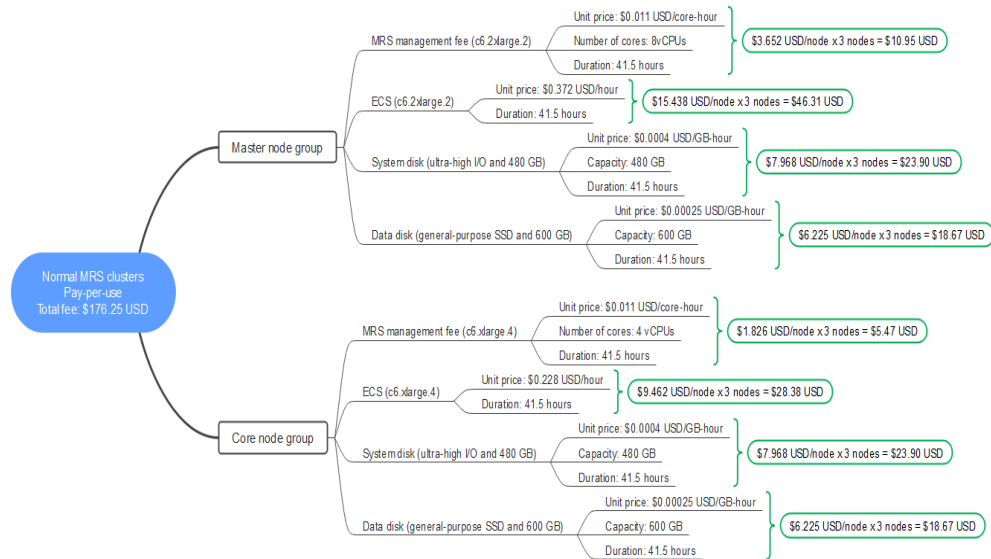 Normal MRS clusters
Pay-per-use
Total fee: $176.25 USD
Master node group
MRS management fee (c6.2xlarge.2)
Unit price: $0.011 USD/core-hour
Number of cores: 8vCPUs
Duration: 41.5 hours
$3.652 USD/node x 3 nodes = $10.95 USD
ECS (c6.2xlarge.2)
Unit price: $0.372 USD/hour
Duration: 41.5 hours
$15.438 USD/node x 3 nodes = $46.31 USD
System disk (ultra-high I/O and 480 GB)
Unit price: $0.0004 USD/GB-hour
Capacity: 480 GB
Duration: 41.5 hours
$7.968 USD/node x 3 nodes = $23.90 USD
Data disk (general-purpose SSD and 600 GB)
Unit price: $0.00025 USD/GB-hour
Capacity: 600 GB
Duration: 41.5 hours
$6.225 USD/node x 3 nodes = $18.67 USD
Core node group
MRS management fee (c6.xlarge.4)
Unit price: $0.011 USD/core-hour
Number of cores: 4 vCPUs
Duration: 41.5 hours
$1.826 USD/node x 3 nodes = $5.47 USD
ECS (c6.xlarge.4)
Unit price: $0.228 USD/hour
Duration: 41.5 hours
$9.462 USD/node x 3 nodes = $28.38 USD
System disk (ultra-high I/O and 480 GB)
Unit price: $0.0004 USD/GB-hour
Capacity: 480 GB
Duration: 41.5 hours
$7.968 USD/node x 3 nodes = $23.90 USD
Data disk (general-purpose SSD and 600 GB)
Unit price: $0.00025 USD/GB-hour
Capacity: 600 GB
Duration: 41.5 hours
$6.225 USD/node x 3 nodes = $18.67 USD